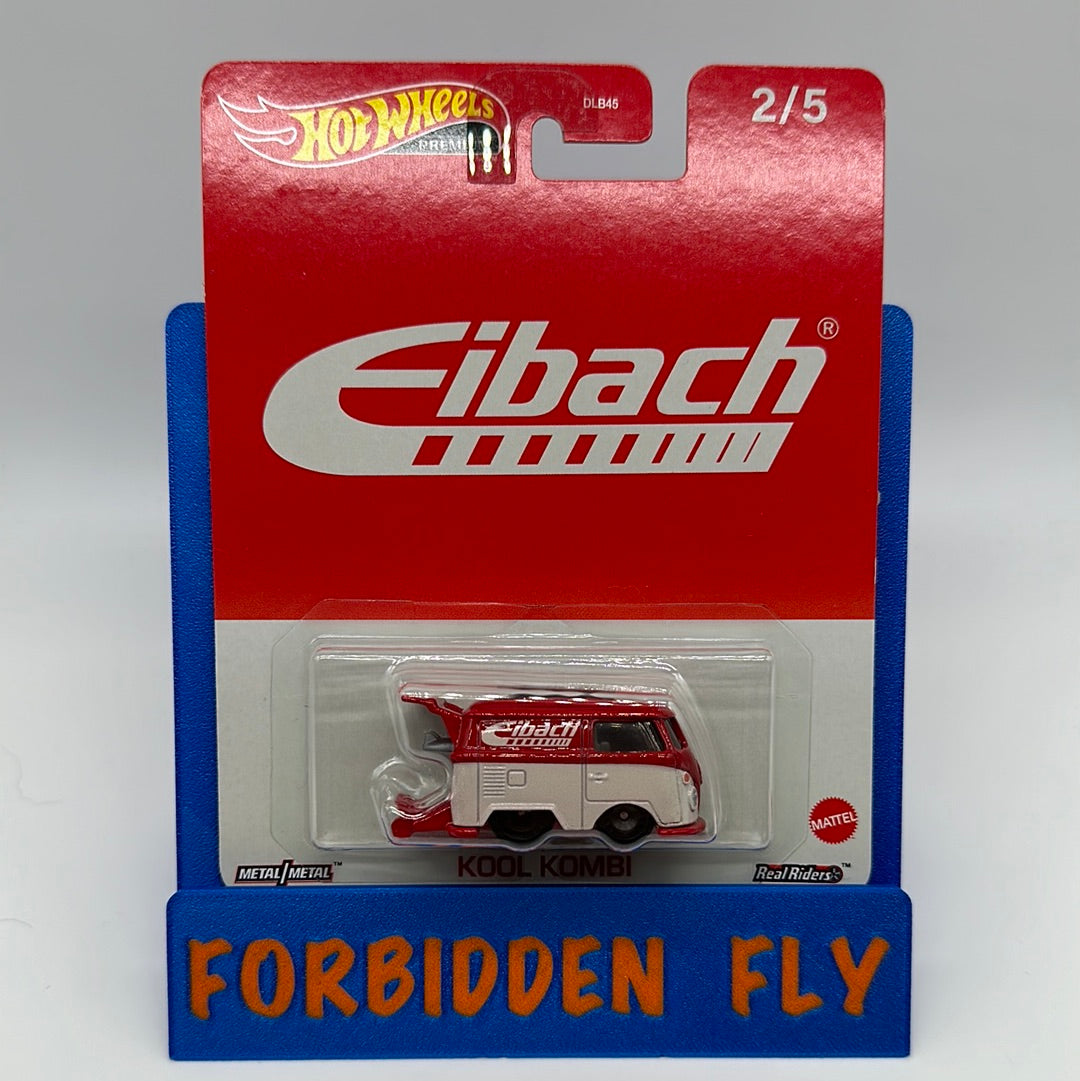 HOT WHEELS
PREMIUM
DLB45
2/5
Eibach®
Eibach
MATTEL
KOOL KOMBI
METAL/METAL™
Real Riders™
FORBIDDEN FLY